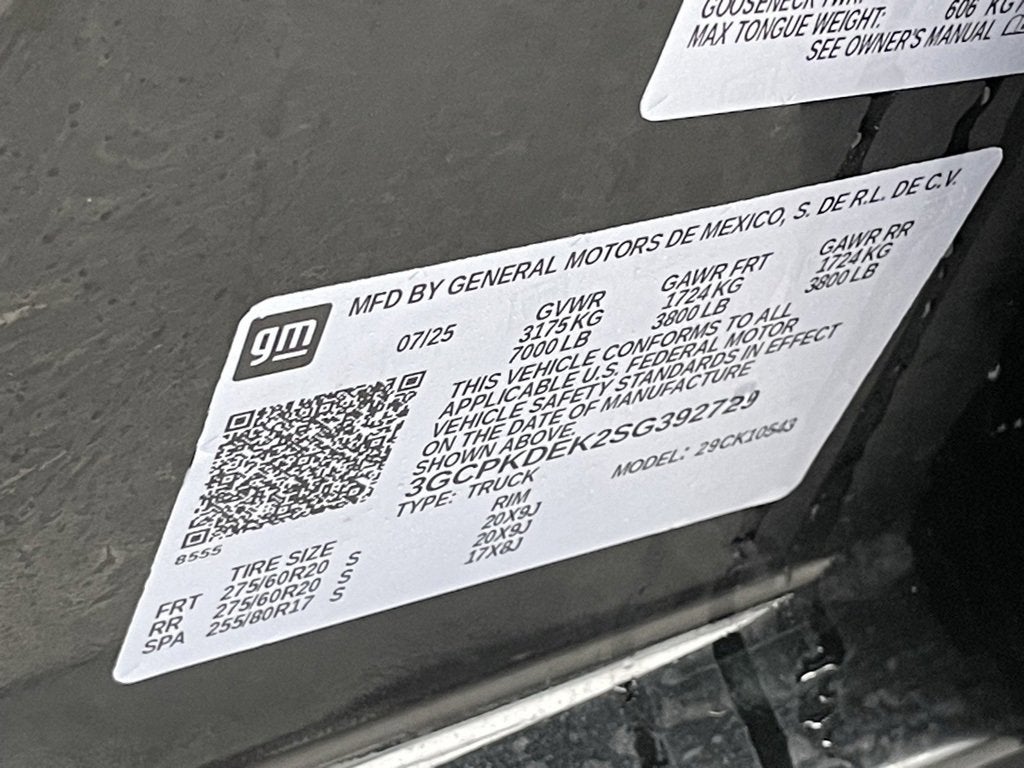 GOOSENECK TWR:
MAX TONGUE WEIGHT: 606 KG
SEE OWNER'S MANUAL
MFD BY GENERAL MOTORS DE MEXICO, S. DE R.L. DE C.V.
gm
07/25
GVWR
3175 KG
7000 LB
GAWR FRT
1724 KG
3800 LB
GAWR RR
1724 KG
3800 LB
THIS VEHICLE CONFORMS TO ALL
APPLICABLE U.S. FEDERAL MOTOR
VEHICLE SAFETY STANDARDS IN EFFECT
ON THE DATE OF MANUFACTURE
SHOWN ABOVE.
3GCPKDEK2SG392729
TYPE: TRUCK MODEL: 29CK10543
8555
TIRE SIZE RIM
FRT 275/60R20 S 20X9J
RR 275/60R20 S 20X9J
SPA 255/80R17 S 17X8J